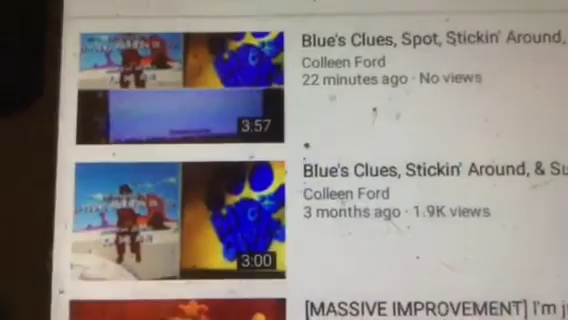 Blue's Clues, Spot, Stickin' Around,
Colleen Ford
22 minutes ago · No views
3:57
Blue's Clues, Stickin' Around, & Su
Colleen Ford
3 months ago · 1.9K views
3:00
[MASSIVE IMPROVEMENT] I'm j